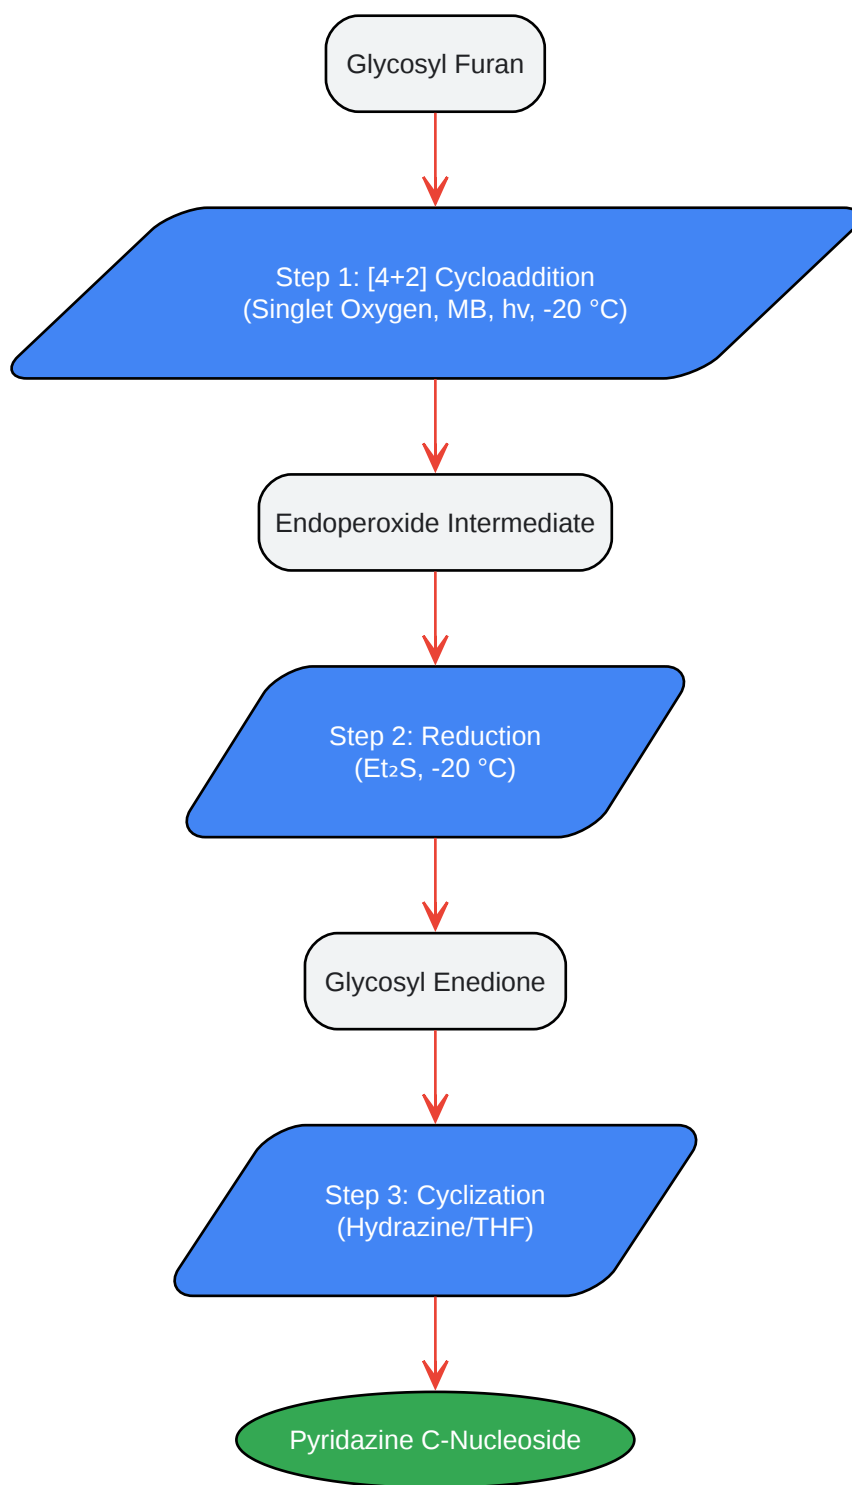 Glycosyl Furan
Step 1: [4+2] Cycloaddition
(Singlet Oxygen, MB, hv, -20 °C)
Endoperoxide Intermediate
Step 2: Reduction
(Et₂S, -20 °C)
Glycosyl Enedione
Step 3: Cyclization
(Hydrazine/THF)
Pyridazine C-Nucleoside